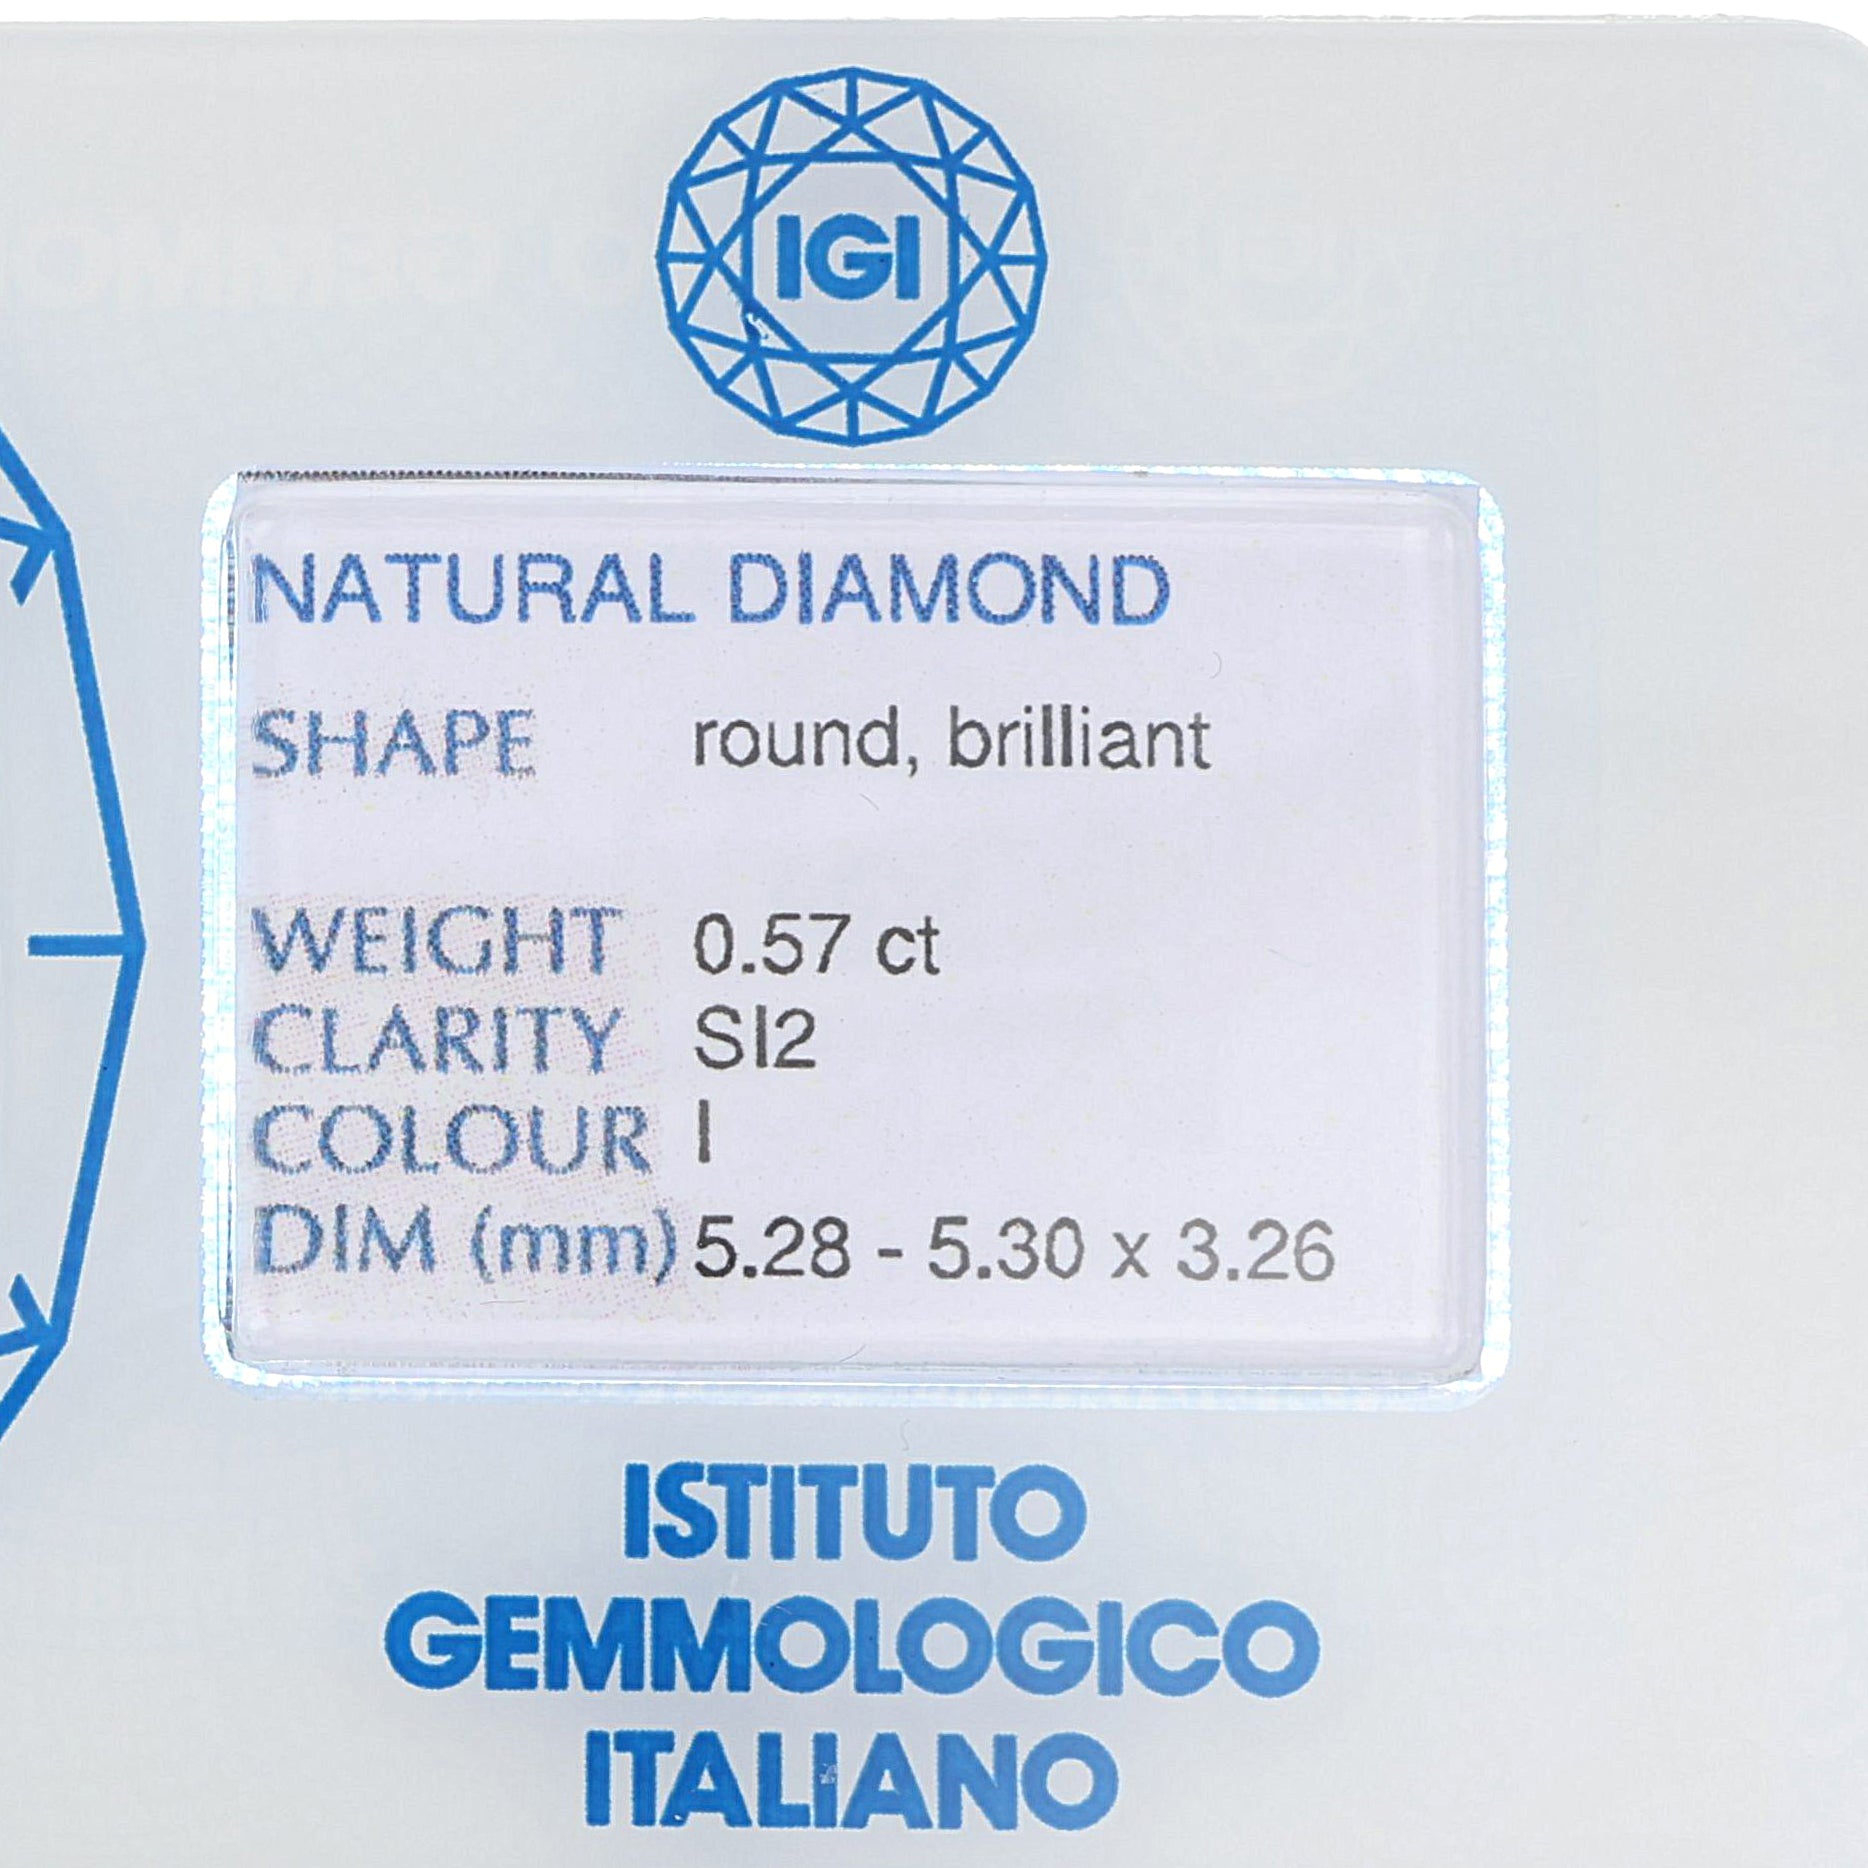 IGI
NATURAL DIAMOND
SHAPE round, brilliant
WEIGHT 0.57 ct
CLARITY SI2
COLOUR I
DIM (mm) 5.28 - 5.30 x 3.26
ISTITUTO
GEMMOLOGICO
ITALIANO